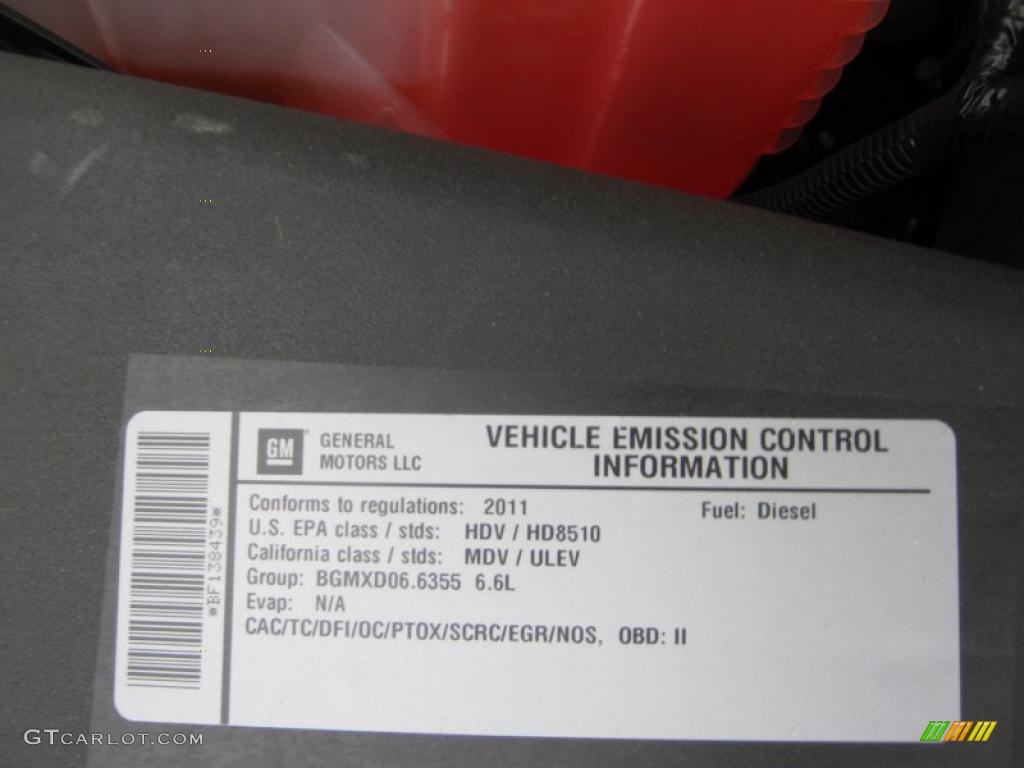 GM GENERAL
MOTORS LLC
VEHICLE EMISSION CONTROL
INFORMATION
Conforms to regulations: 2011
Fuel: Diesel
U.S. EPA class / stds: HDV / HD8510
California class / stds: MDV / ULEV
Group: BGMXD06.6355 6.6L
Evap: N/A
CAC/TC/DFI/OC/PTOX/SCRC/EGR/NOS, OBD: II
*BF138439*
GTCARLOT.COM